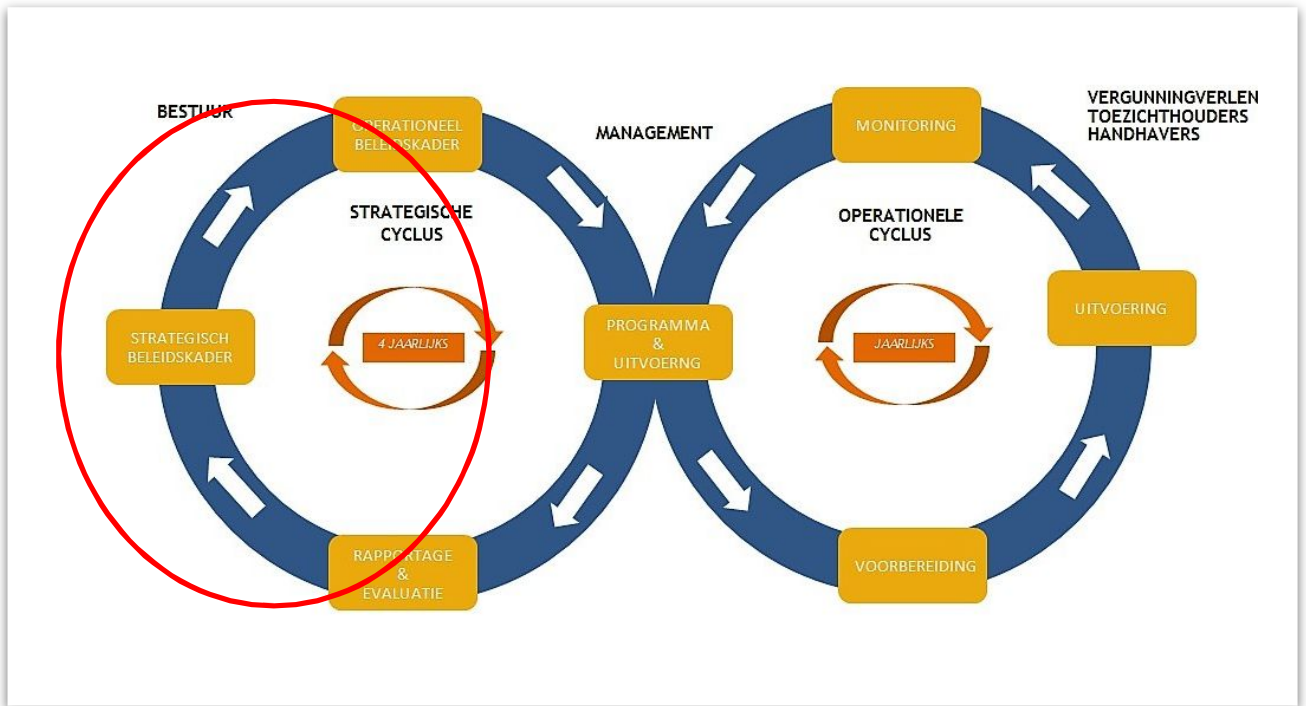 BESTUUR
OPERATIONEEL
BELEIDSKADER
MANAGEMENT
MONITORING
VERGUNNINGVERLEN
TOEZICHTHOUDERS
HANDHAVERS
STRATEGISCHE
CYCLUS
OPERATIONELE
CYCLUS
STRATEGISCH
BELEIDSKADER
4 JAARLIJKS
PROGRAMMA
&
UITVOERNG
JAARLIJKS
UITVOERING
RAPPORTAGE
&
EVALUATIE
VOORBEREIDING